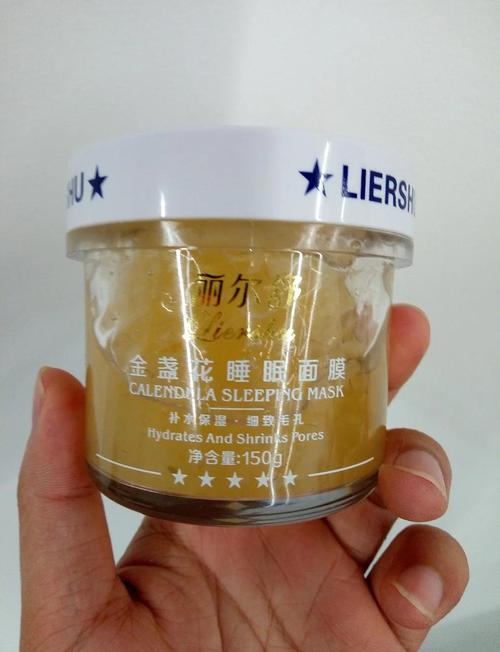 HU★
★LIERSHU
丽尔舒
Liershu
金盏花睡眠面膜
CALENDULA SLEEPING MASK
补水保湿·细致毛孔
Hydrates And Shrinks Pores
净含量:150g
★★★★★